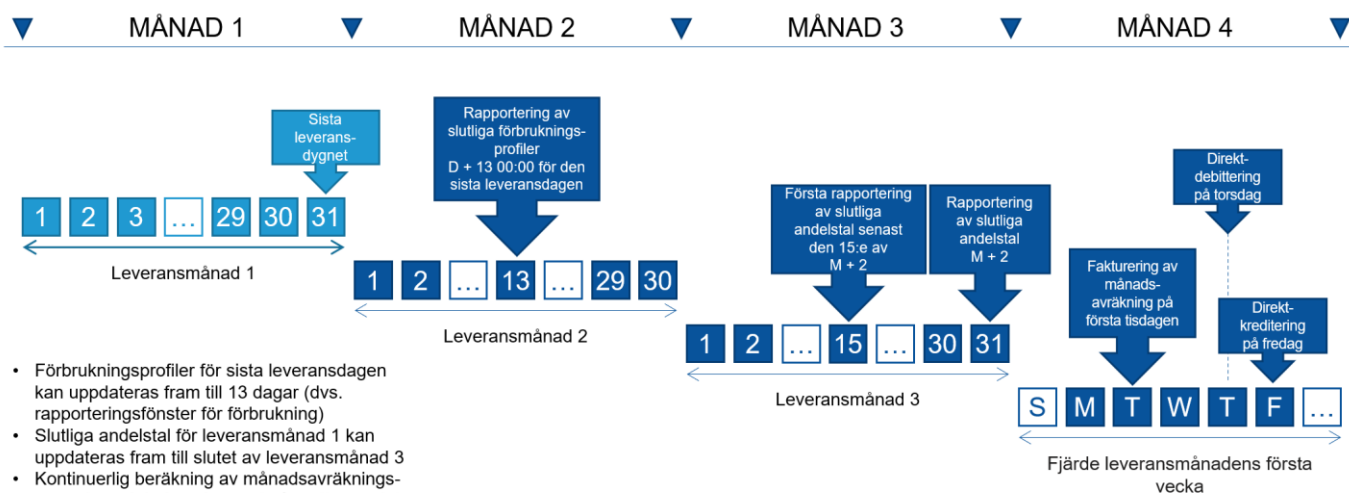 MÅNAD 1
MÅNAD 2
MÅNAD 3
MÅNAD 4
Sista
leverans-
dygnet
1 2 3 ... 29 30 31
Leveransmånad 1
Rapportering av
slutliga förbruknings-
profiler
D + 13 00:00 för den
sista leveransdagen
1 2 ... 13 ... 29 30
Leveransmånad 2
Första rapportering
av slutliga
andelstal senast
den 15:e av
M + 2
Rapportering
av slutliga
andelstal
M + 2
1 2 ... 15 ... 30 31
Leveransmånad 3
Fakturering av
månads-
avräkning på
första tisdagen
Direkt-
debittering
på torsdag
Direkt-
kreditering
på fredag
S M T W T F ...
Fjärde leveransmånadens första
vecka
• Förbrukningsprofiler för sista leveransdagen
kan uppdateras fram till 13 dagar (dvs.
rapporteringsfönster för förbrukning)
• Slutliga andelstal för leveransmånad 1 kan
uppdateras fram till slutet av leveransmånad 3
• Kontinuerlig beräkning av månadsavräknings-